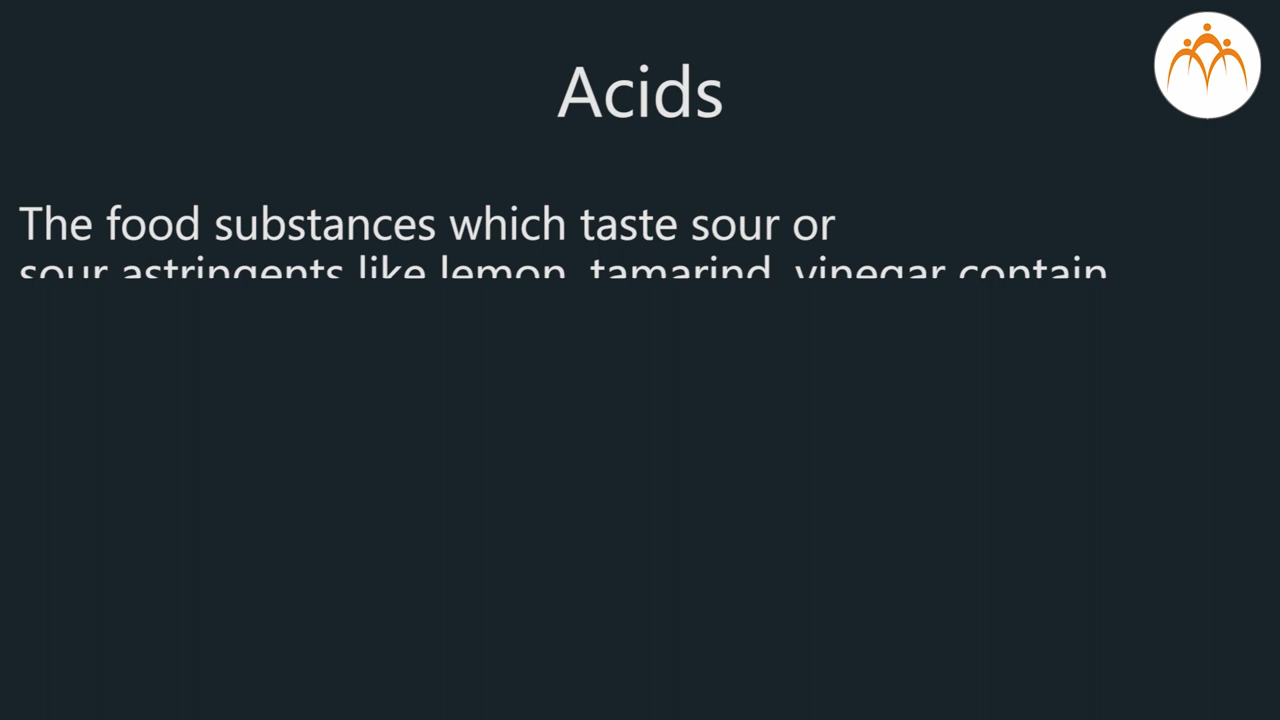 Acids
The food substances which taste sour or
sour astringents like lemon, tamarind, vinegar contain